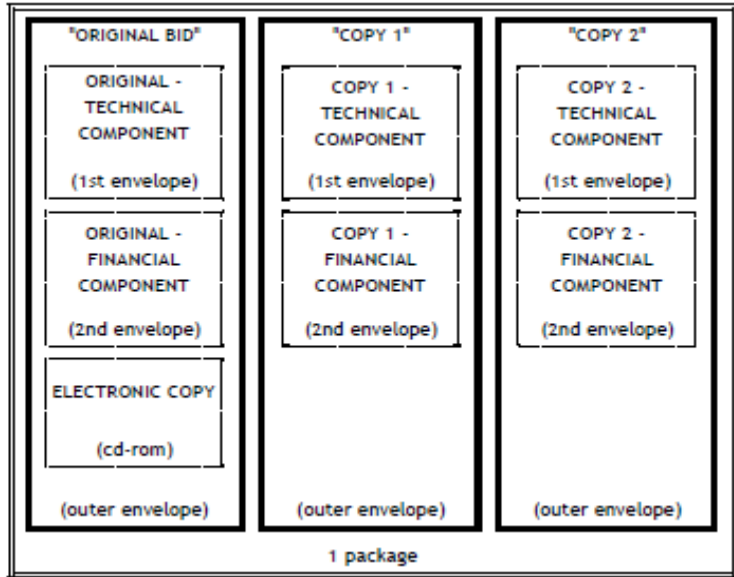 "ORIGINAL BID"
ORIGINAL -
TECHNICAL
COMPONENT
(1st envelope)
ORIGINAL -
FINANCIAL
COMPONENT
(2nd envelope)
ELECTRONIC COPY
(cd-rom)
(outer envelope)
"COPY 1"
COPY 1 -
TECHNICAL
COMPONENT
(1st envelope)
COPY 1 -
FINANCIAL
COMPONENT
(2nd envelope)
(outer envelope)
"COPY 2"
COPY 2 -
TECHNICAL
COMPONENT
(1st envelope)
COPY 2 -
FINANCIAL
COMPONENT
(2nd envelope)
(outer envelope)
1 package